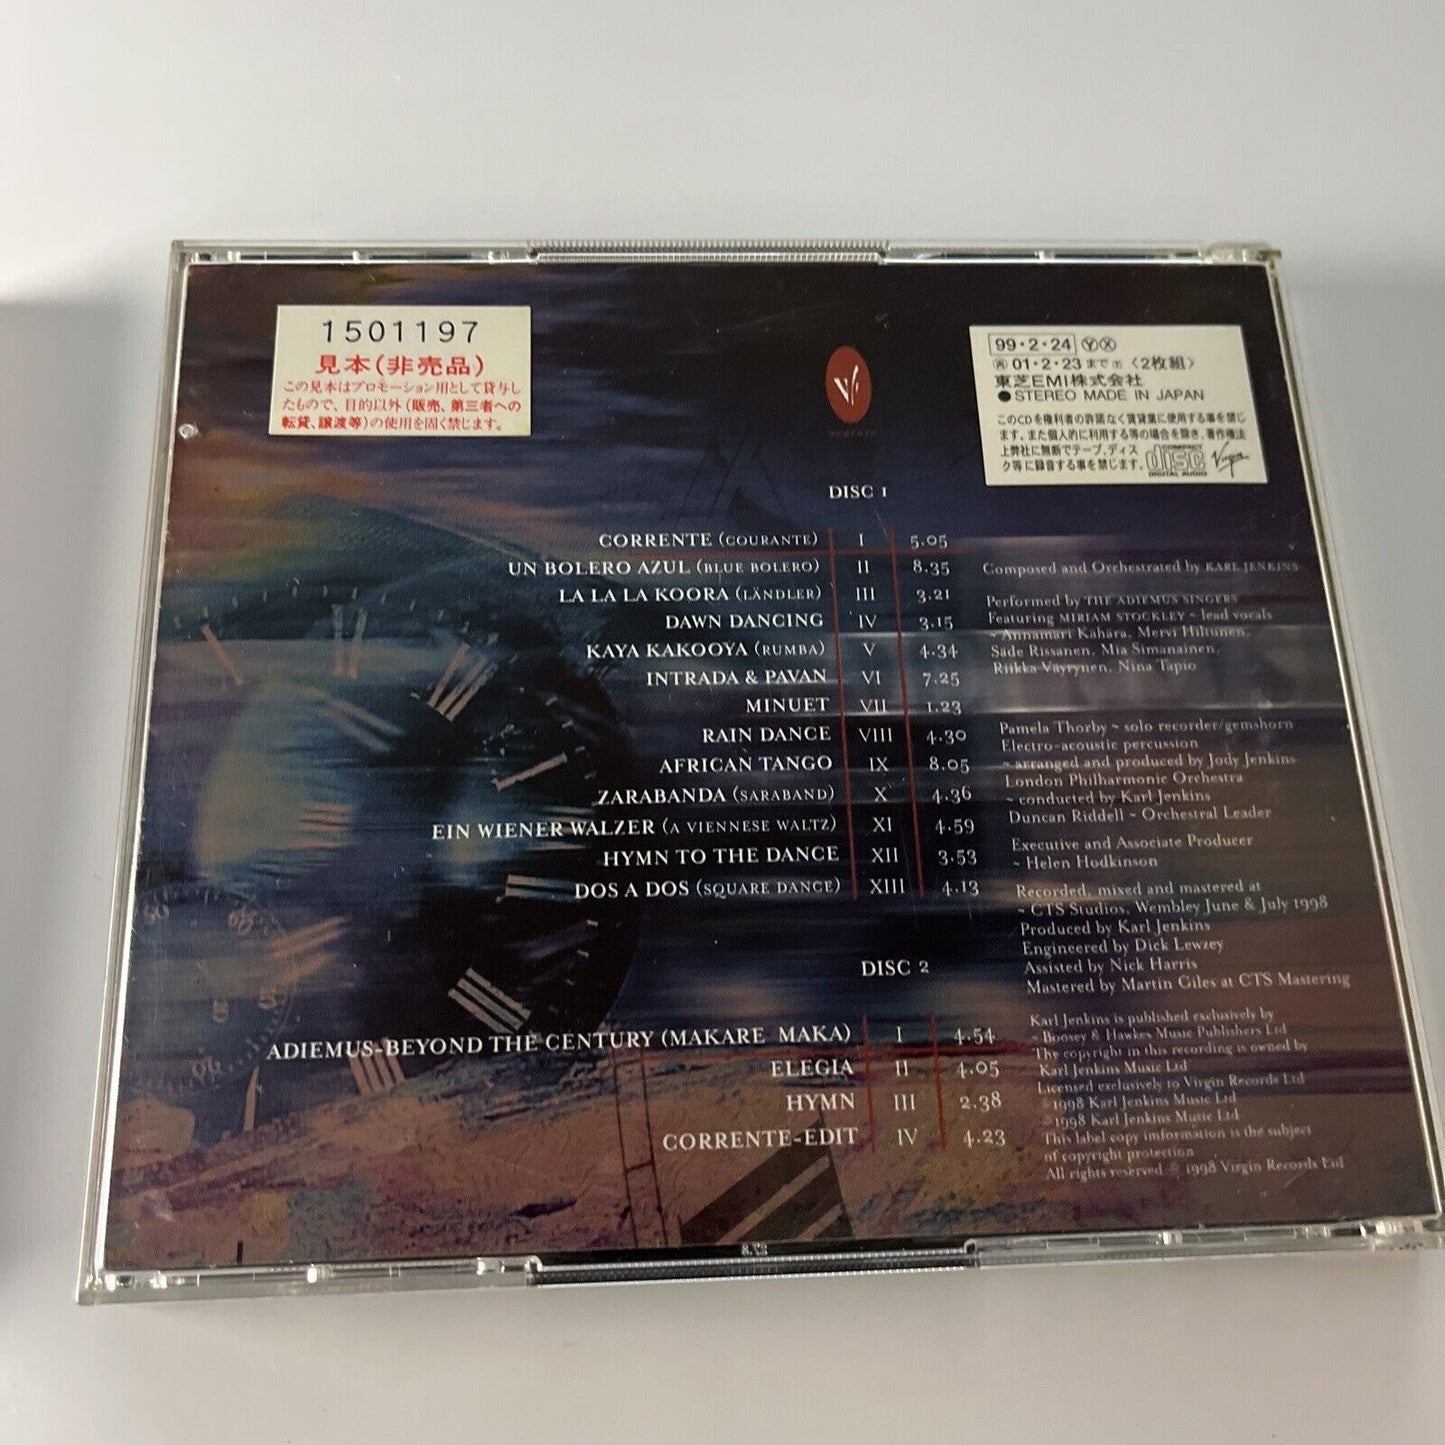 1501197
見本(非売品)
この見本はプロモーション用として貸与し
たもので、目的以外(販売、第三者への
転貸、譲渡等)の使用を固く禁じます。
99・2・24 Ⓨ Ⓧ
01・2・23まで 〈2枚組〉
東芝EMI株式会社
●STEREO MADE IN JAPAN
このCDを権利者の許諾なく賃貸業に使用する事を禁じ
ます。また個人的に利用する等の場合を除き、著作権法
上弊社に無断でテープ、ディス
ク等に録音する事を禁じます。
COMPACT
disc
DIGITAL AUDIO
Virgin
DISC 1
CORRENTE (COURANTE) I 5.05
UN BOLERO AZUL (BLUE BOLERO) II 8.35
LA LA LA KOORA (LÄNDLER) III 3.21
DAWN DANCING IV 3.15
KAYA KAKOOYA (RUMBA) V 4.34
INTRADA & PAVAN VI 7.25
MINUET VII 1.23
RAIN DANCE VIII 4.30
AFRICAN TANGO IX 8.05
ZARABANDA (SARABAND) X 4.36
EIN WIENER WALZER (A VIENNESE WALTZ) XI 4.59
HYMN TO THE DANCE XII 3.53
DOS A DOS (SQUARE DANCE) XIII 4.13
DISC 2
ADIEMUS-BEYOND THE CENTURY (MAKARE MAKA) I 4.54
ELEGIA II 4.05
HYMN III 2.38
CORRENTE-EDIT IV 4.23
Composed and Orchestrated by KARL JENKINS
Performed by THE ADIEMUS SINGERS
Featuring MIRIAM STOCKLEY ~ lead vocals
~ Annamari Kähärä, Mervi Hiltunen,
Säde Rissanen, Mia Simanainen,
Riikka Väyrynen, Nina Tapio
Pamela Thorby ~ solo recorder/gemshorn
Electro-acoustic percussion
~ arranged and produced by Jody Jenkins
London Philharmonic Orchestra
~ conducted by Karl Jenkins
Duncan Riddell ~ Orchestral Leader
Executive and Associate Producer
~ Helen Hodkinson
Recorded, mixed and mastered at
~ CTS Studios, Wembley June & July 1998
Produced by Karl Jenkins
Engineered by Dick Lewzey
Assisted by Nick Harris
Mastered by Martin Giles at CTS Mastering
Karl Jenkins is published exclusively by
~ Boosey & Hawkes Music Publishers Ltd
The copyright in this recording is owned by
Karl Jenkins Music Ltd
Licensed exclusively to Virgin Records Ltd
℗1998 Karl Jenkins Music Ltd
©1998 Karl Jenkins Music Ltd
This label copy information is the subject
of copyright protection
All rights reserved © 1998 Virgin Records Ltd